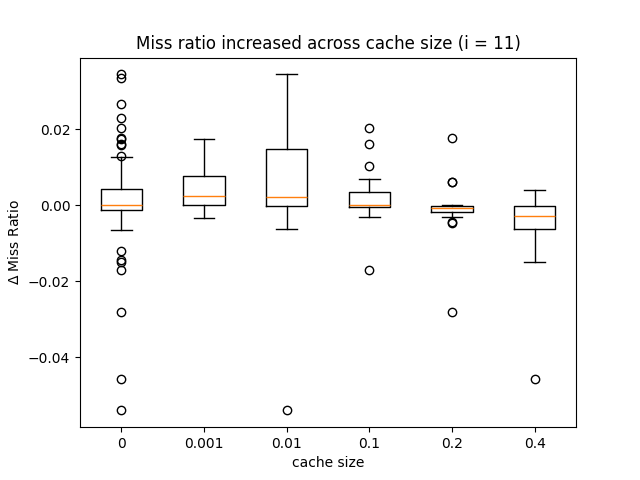 Miss ratio increased across cache size (i = 11)
Δ Miss Ratio
0.02
0.00
−0.02
−0.04
0 0.001 0.01 0.1 0.2 0.4
cache size